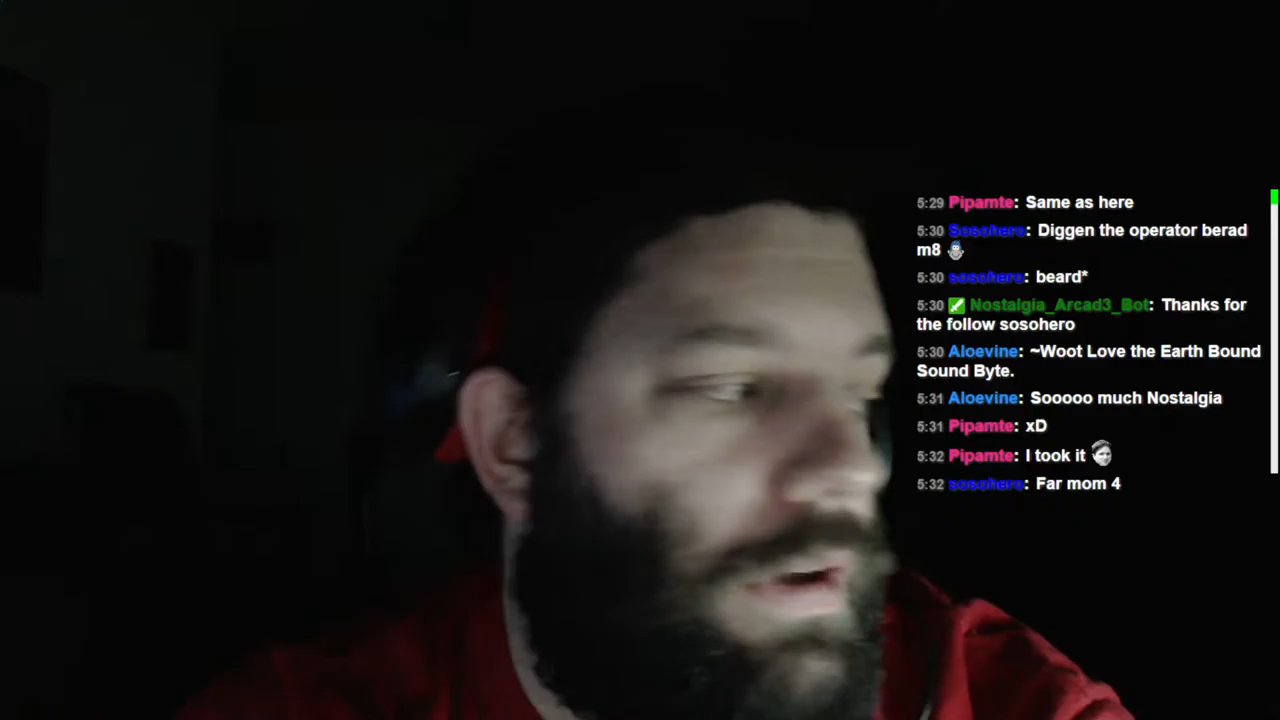 5:29 Pipamte: Same as here
5:30 Sosohero: Diggen the operator berad
m8
5:30 sosohero: beard*
5:30 Nostalgia_Arcad3_Bot: Thanks for
the follow sosohero
5:30 Aloevine: ~Woot Love the Earth Bound
Sound Byte.
5:31 Aloevine: Sooooo much Nostalgia
5:31 Pipamte: xD
5:32 Pipamte: I took it
5:32 sosohero: Far mom 4